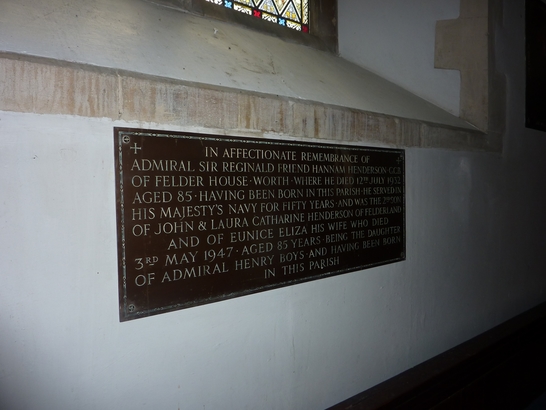 IN AFFECTIONATE REMEMBRANCE OF
ADMIRAL SIR REGINALD FRIEND HANNAM HENDERSON G.C.B
OF FELDER HOUSE · WORTH · WHERE HE DIED 12TH JULY 1932
AGED 85 · HAVING BEEN BORN IN THIS PARISH · HE SERVED IN
HIS MAJESTY'S NAVY FOR FIFTY YEARS · AND WAS THE 2ND SON
OF JOHN & LAURA CATHARINE HENDERSON OF FELDERLAND
AND OF EUNICE ELIZA HIS WIFE WHO DIED
3RD MAY 1947 · AGED 85 YEARS · BEING THE DAUGHTER
OF ADMIRAL HENRY BOYS · AND HAVING BEEN BORN
IN THIS PARISH